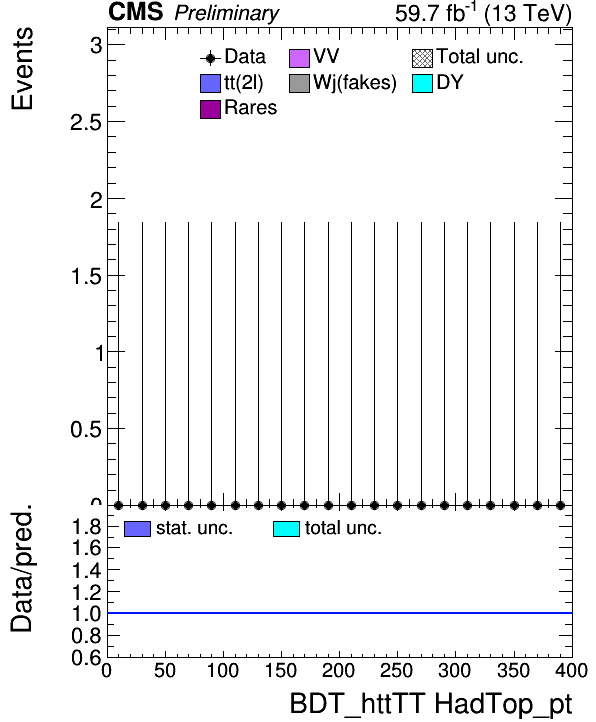 CMS Preliminary 59.7 fb-1 (13 TeV)
Events
3
2.5
2
1.5
1
0.5
0
Data VV Total unc.
tt(2l) Wj(fakes) DY
Rares
Data/pred.
1.8
1.6
1.4
1.2
1.0
0.8
0.6
stat. unc. total unc.
0 50 100 150 200 250 300 350 400
BDT_httTT HadTop_pt